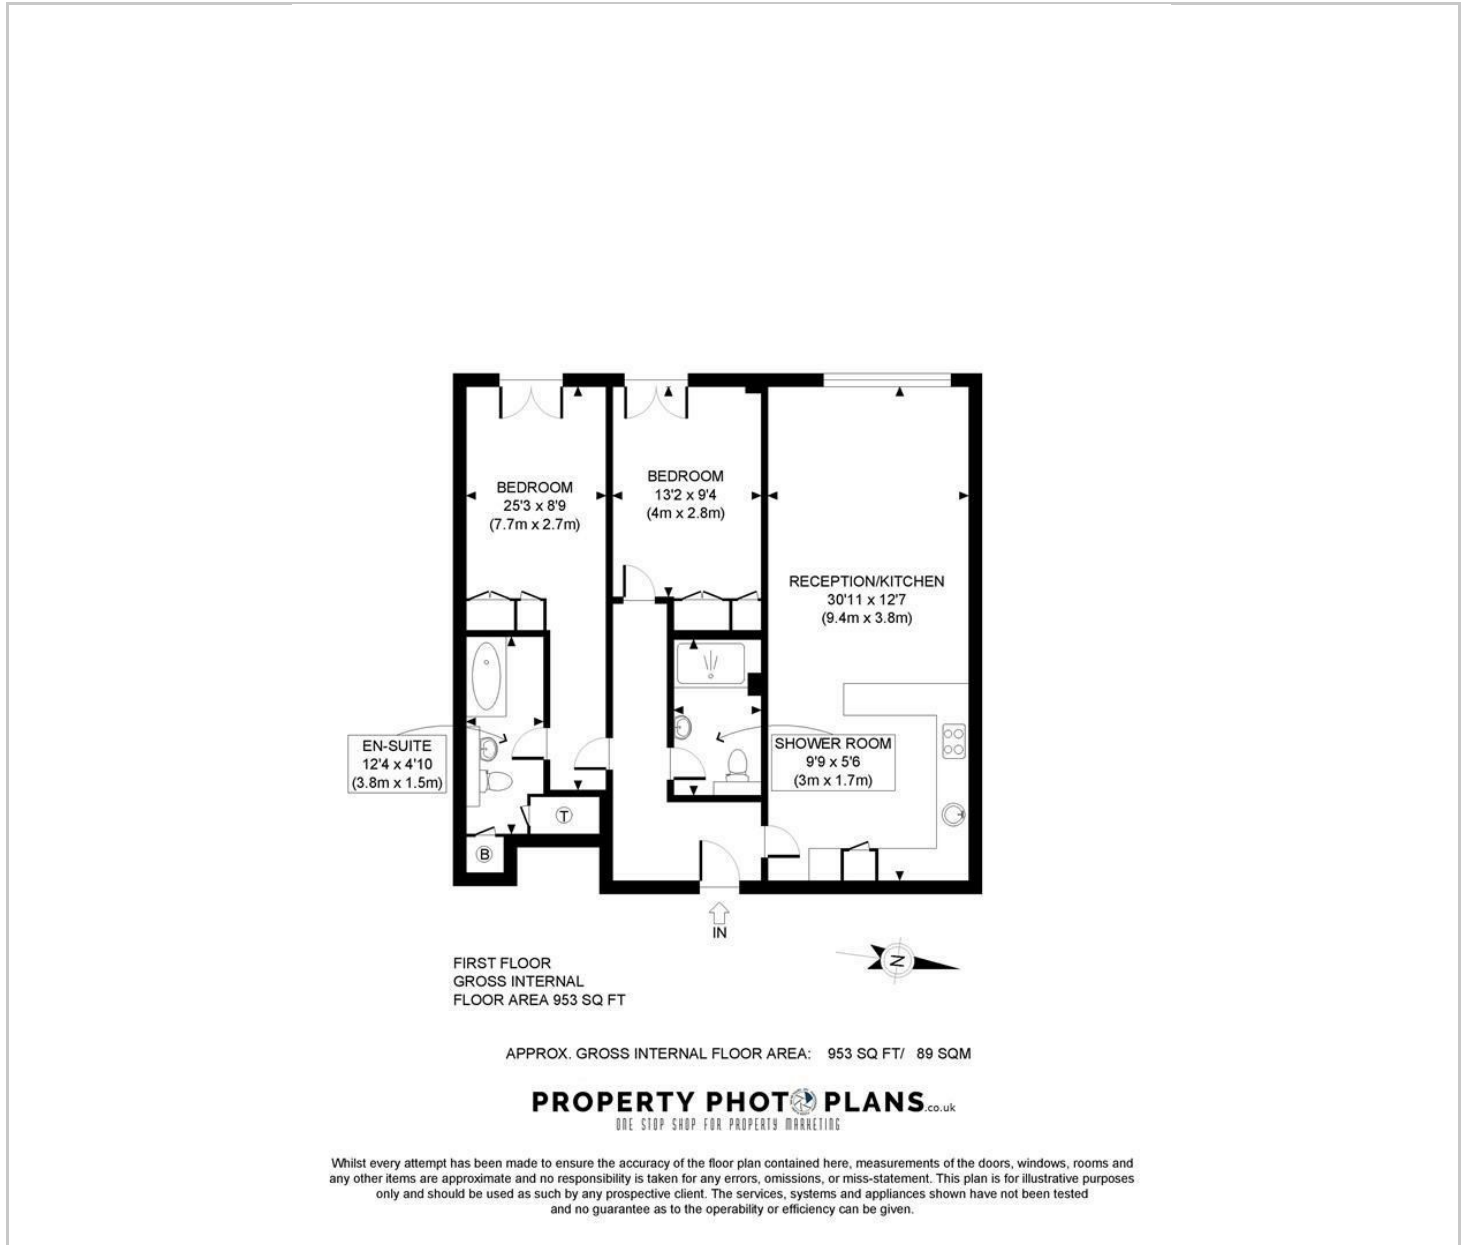 BEDROOM
25'3 x 8'9
(7.7m x 2.7m)
BEDROOM
13'2 x 9'4
(4m x 2.8m)
RECEPTION/KITCHEN
30'11 x 12'7
(9.4m x 3.8m)
EN-SUITE
12'4 x 4'10
(3.8m x 1.5m)
SHOWER ROOM
9'9 x 5'6
(3m x 1.7m)
T
B
IN
N
FIRST FLOOR
GROSS INTERNAL
FLOOR AREA 953 SQ FT
APPROX. GROSS INTERNAL FLOOR AREA: 953 SQ FT/ 89 SQM
PROPERTY PHOTO PLANS.co.uk
ONE STOP SHOP FOR PROPERTY MARKETING
Whilst every attempt has been made to ensure the accuracy of the floor plan contained here, measurements of the doors, windows, rooms and
any other items are approximate and no responsibility is taken for any errors, omissions, or miss-statement. This plan is for illustrative purposes
only and should be used as such by any prospective client. The services, systems and appliances shown have not been tested
and no guarantee as to the operability or efficiency can be given.